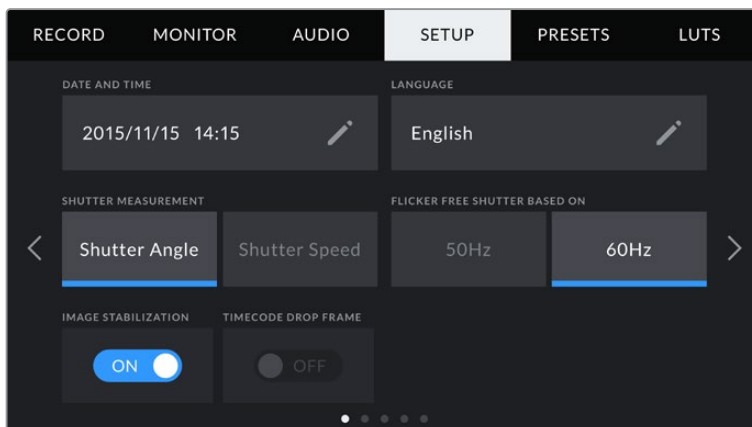 RECORD MONITOR AUDIO SETUP PRESETS LUTS
DATE AND TIME LANGUAGE
2015/11/15 14:15 English
SHUTTER MEASUREMENT FLICKER FREE SHUTTER BASED ON
Shutter Angle Shutter Speed 50Hz 60Hz
IMAGE STABILIZATION TIMECODE DROP FRAME
ON OFF